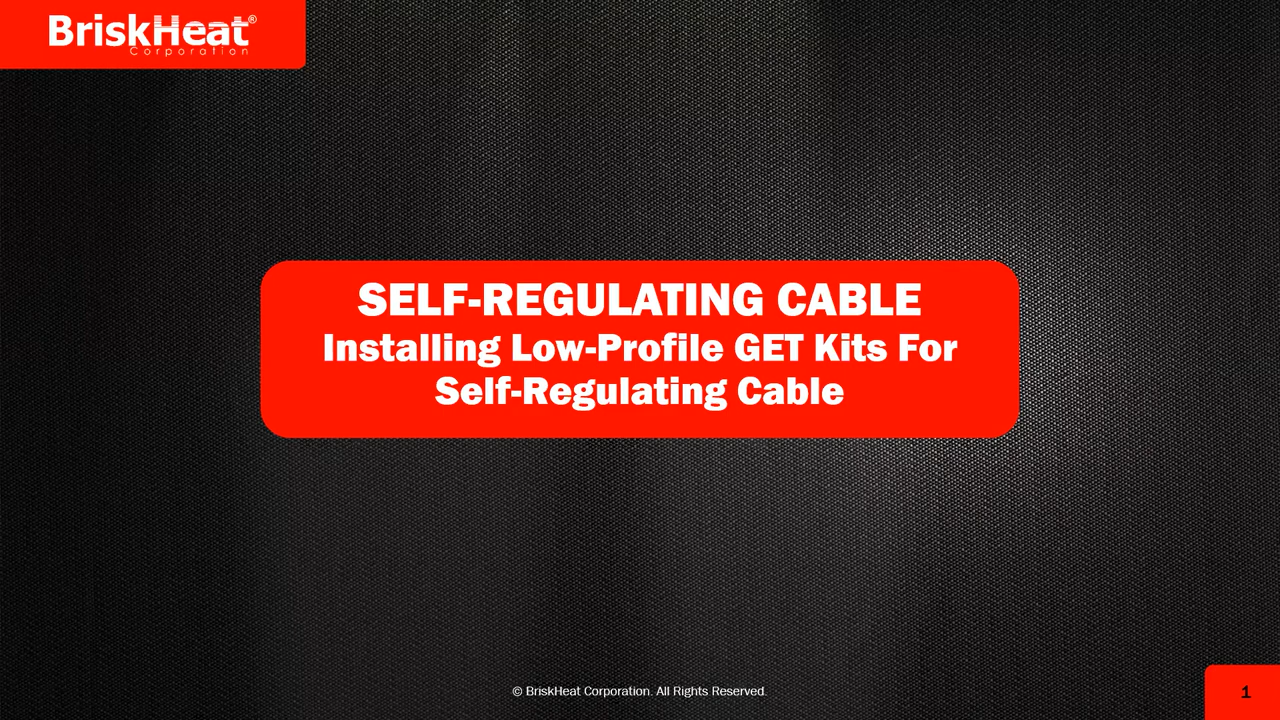 BriskHeat®
Corporation
SELF-REGULATING CABLE
Installing Low-Profile GET Kits For
Self-Regulating Cable
© BriskHeat Corporation. All Rights Reserved.
1